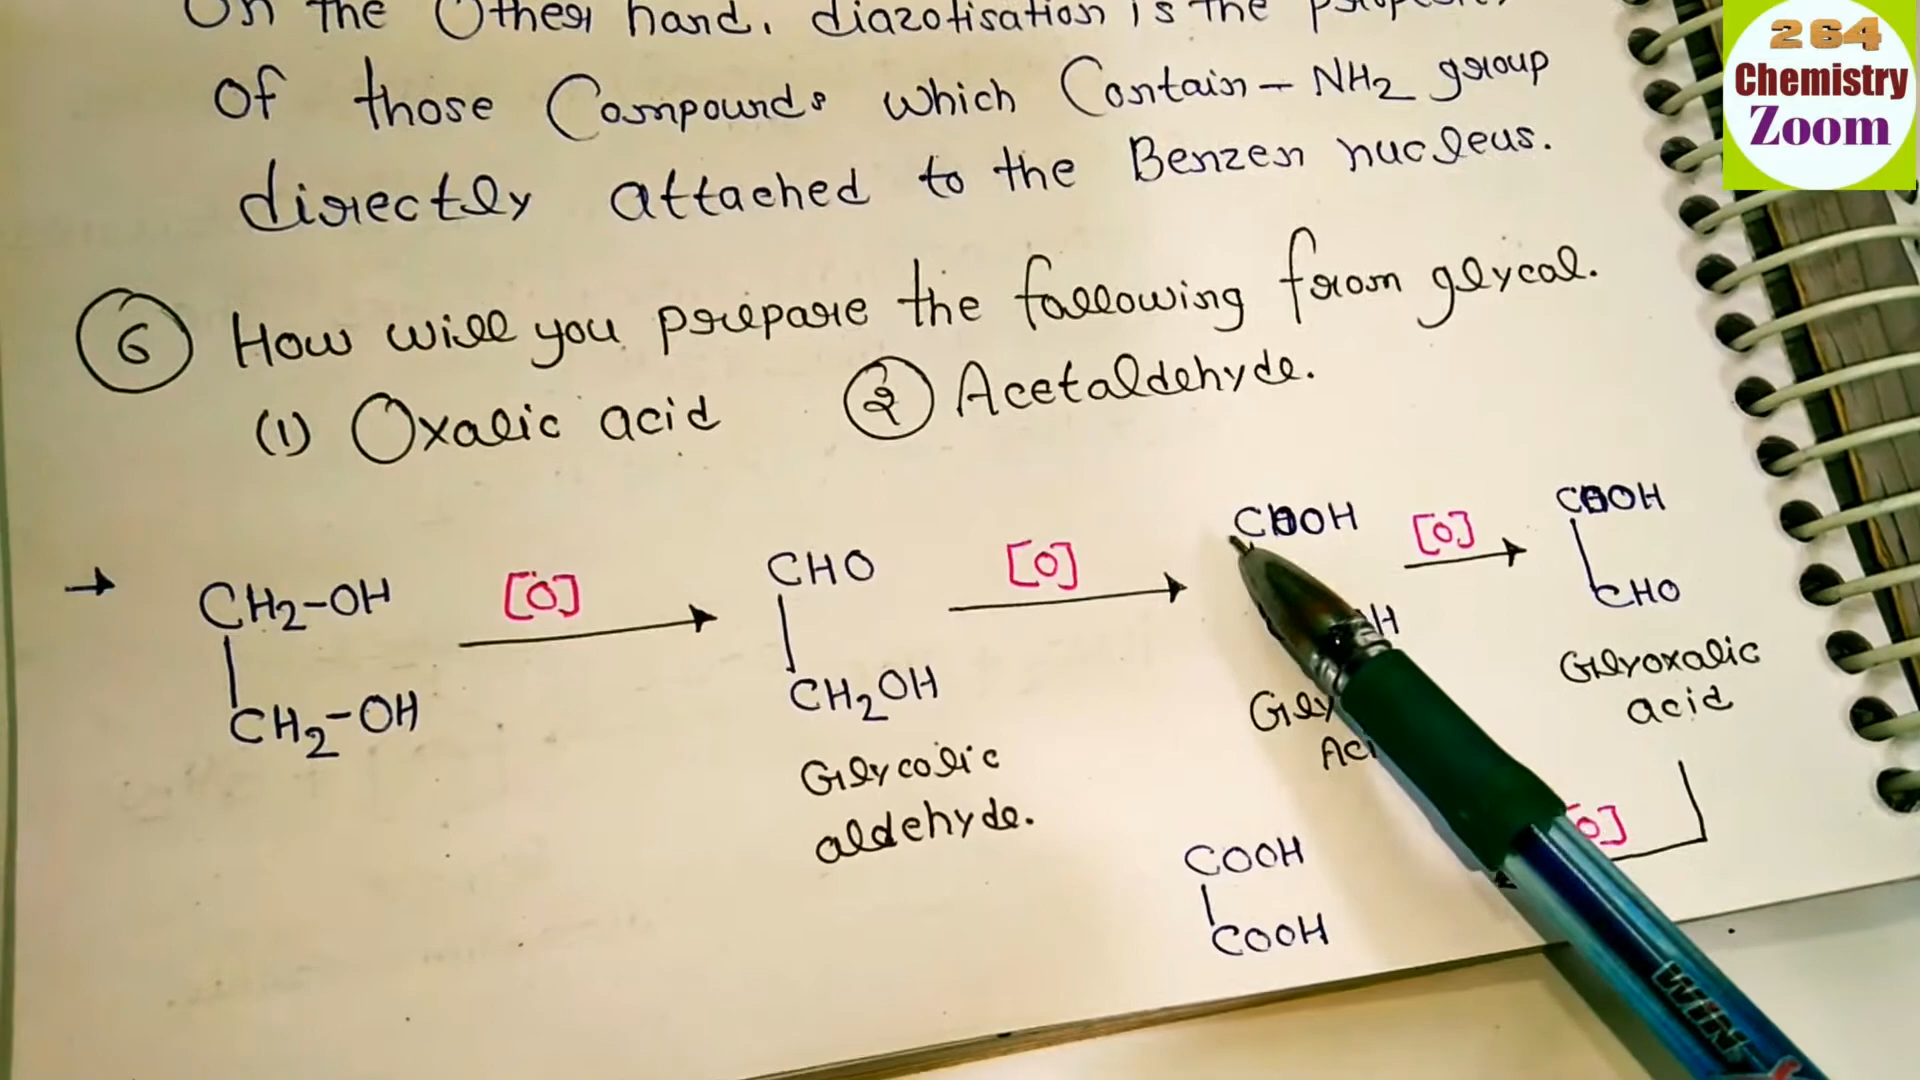 On the Other hand, diazotisation is the
Of those Compounds which Contain - NH2 group
directly attached to the Benzen nucleus.
6 How will you prepare the following from glycol.
(1) Oxalic acid 2 Acetaldehyde.
→ CH2-OH [O] CHO [O] COOH [O] COOH
CH2-OH CH2OH CHO
Glycolic aldehyde.
Glyoxalic acid
[O]
COOH
COOH
264
Chemistry
Zoom
WIN